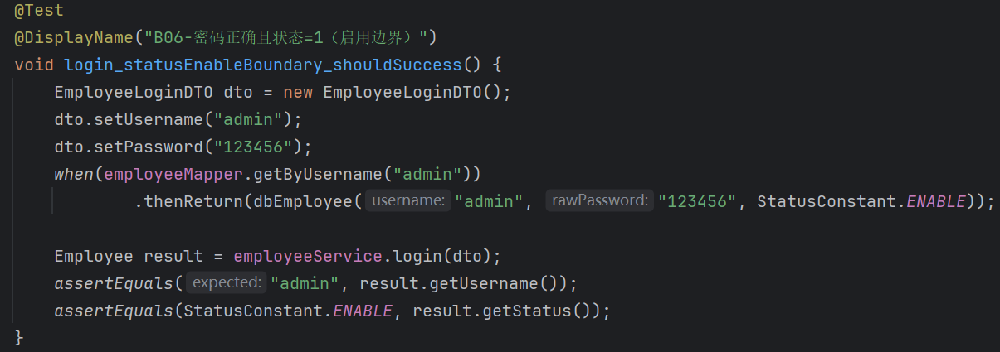 @Test
@DisplayName("B06-密码正确且状态=1（启用边界）")
void login_statusEnableBoundary_shouldSuccess() {
    EmployeeLoginDTO dto = new EmployeeLoginDTO();
    dto.setUsername("admin");
    dto.setPassword("123456");
    when(employeeMapper.getByUsername("admin"))
            .thenReturn(dbEmployee( username: "admin", rawPassword: "123456", StatusConstant.ENABLE));

    Employee result = employeeService.login(dto);
    assertEquals( expected: "admin", result.getUsername());
    assertEquals(StatusConstant.ENABLE, result.getStatus());
}